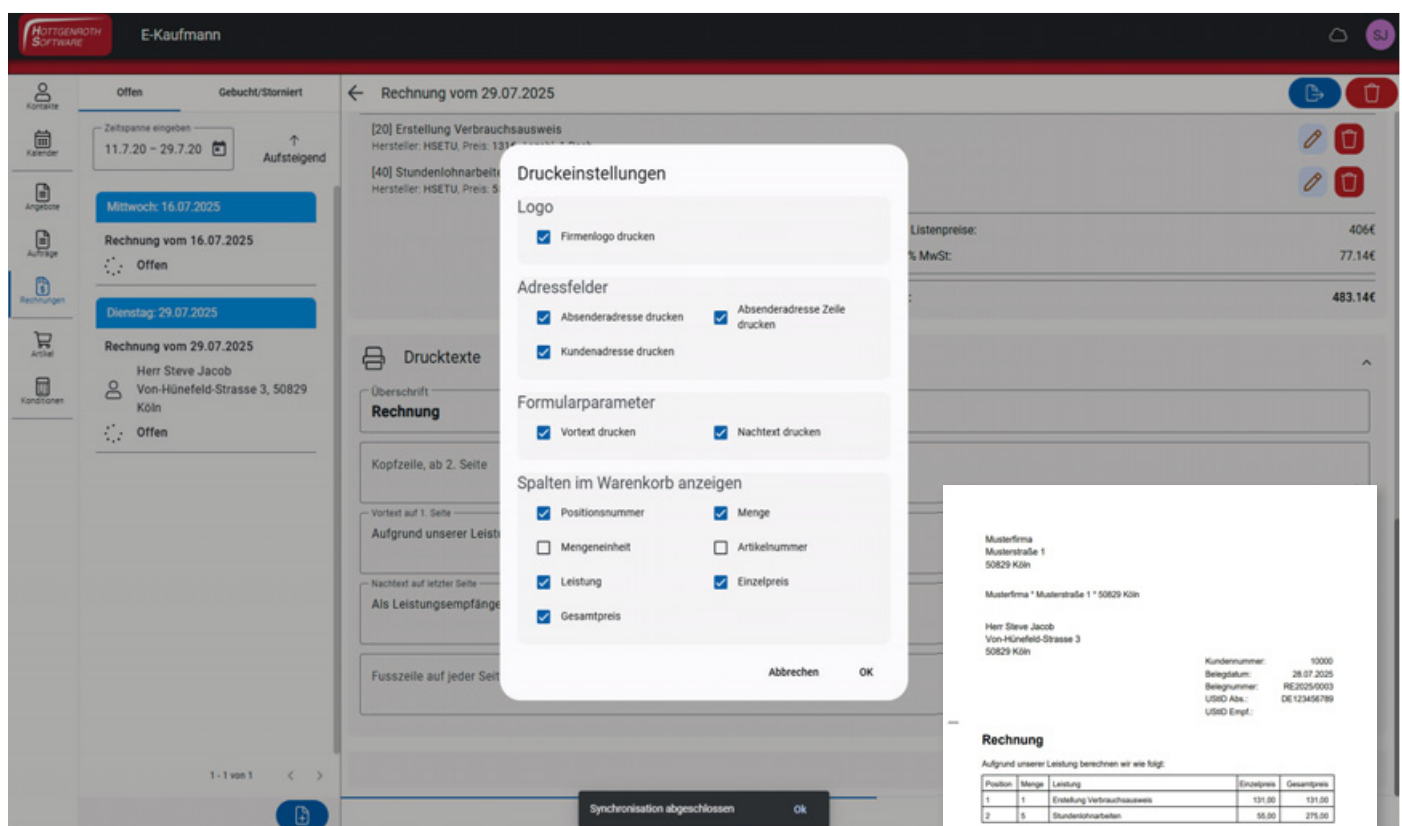 HOTTGENROTH
SOFTWARE
E-Kaufmann
SJ
Kontakte
Kalender
Angebote
Aufträge
Rechnungen
Artikel
Konditionen
Offen
Gebucht/Storniert
Zeitspanne eingeben
11.7.20 – 29.7.20
Aufsteigend
Mittwoch: 16.07.2025
Rechnung vom 16.07.2025
Offen
Dienstag: 29.07.2025
Rechnung vom 29.07.2025
Herr Steve Jacob
Von-Hünefeld-Strasse 3, 50829
Köln
Offen
1 - 1 von 1
Rechnung vom 29.07.2025
[20] Erstellung Verbrauchsausweis
Hersteller: HSETU, Preis: 131€
[40] Stundenlohnarbeite
Hersteller: HSETU, Preis: 5
Listenpreise:
406€
% MwSt:
77.14€
:
483.14€
Drucktexte
Überschrift
Rechnung
Kopfzeile, ab 2. Seite
Vortext auf 1. Seite
Aufgrund unserer Leist
Nachtext auf letzter Seite
Als Leistungsempfänge
Fusszeile auf jeder Seit
Druckeinstellungen
Logo
Firmenlogo drucken
Adressfelder
Absenderadresse drucken
Absenderadresse Zeile
drucken
Kundenadresse drucken
Formularparameter
Vortext drucken
Nachtext drucken
Spalten im Warenkorb anzeigen
Positionsnummer
Menge
Mengeneinheit
Artikelnummer
Leistung
Einzelpreis
Gesamtpreis
Abbrechen
OK
Synchronisation abgeschlossen
Ok
Musterfirma
Musterstraße 1
50829 Köln
Musterfirma * Musterstraße 1 * 50829 Köln
Herr Steve Jacob
Von-Hünefeld-Strasse 3
50829 Köln
Kundennummer: 10000
Belegdatum: 28.07.2025
Belegnummer: RE2025/0003
UStID Abs.: DE123456789
UStID Empf.:
Rechnung
Aufgrund unserer Leistung berechnen wir wie folgt:
Position Menge Leistung Einzelpreis Gesamtpreis
1 1 Erstellung Verbrauchsausweis 131,00 131,00
2 5 Stundenlohnarbeiten 55,00 275,00